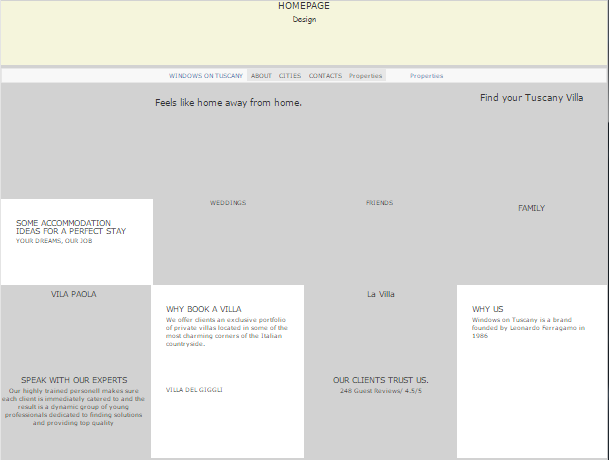 HOMEPAGE
Design
WINDOWS ON TUSCANY ABOUT CITIES CONTACTS Properties Properties
Feels like home away from home.
Find your Tuscany Villa
WEDDINGS
FRIENDS
FAMILY
SOME ACCOMMODATION
IDEAS FOR A PERFECT STAY
YOUR DREAMS, OUR JOB
VILA PAOLA
WHY BOOK A VILLA
We offer clients an exclusive portfolio
of private villas located in some of the
most charming corners of the Italian
countryside.
VILLA DEL GIGGLI
La Villa
WHY US
Windows on Tuscany is a brand
founded by Leonardo Ferragamo in
1986
SPEAK WITH OUR EXPERTS
Our highly trained personell makes sure
each client is immediately catered to and the
result is a dynamic group of young
professionals dedicated to finding solutions
and providing top quality
OUR CLIENTS TRUST US.
248 Guest Reviews/ 4.5/5